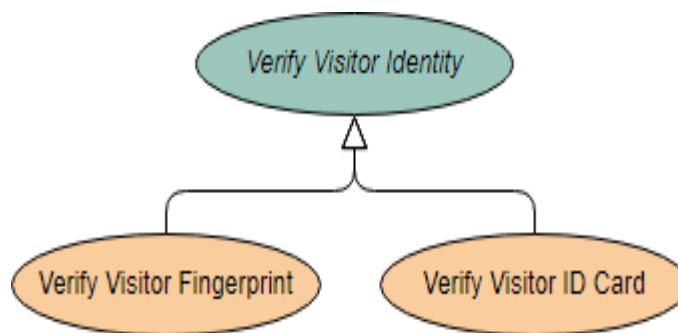 Verify Visitor Identity
Verify Visitor Fingerprint
Verify Visitor ID Card